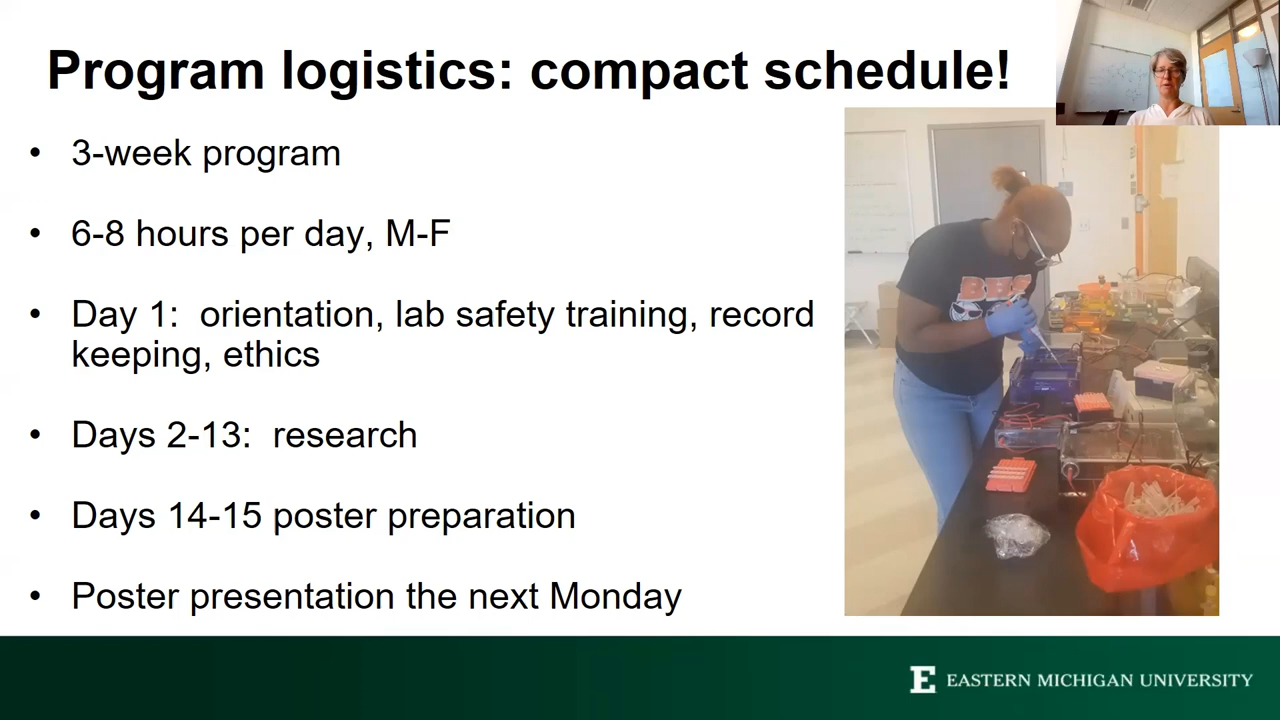 Program logistics: compact schedule!
• 3-week program
• 6-8 hours per day, M-F
• Day 1:  orientation, lab safety training, record
keeping, ethics
• Days 2-13:  research
• Days 14-15 poster preparation
• Poster presentation the next Monday
E EASTERN MICHIGAN UNIVERSITY